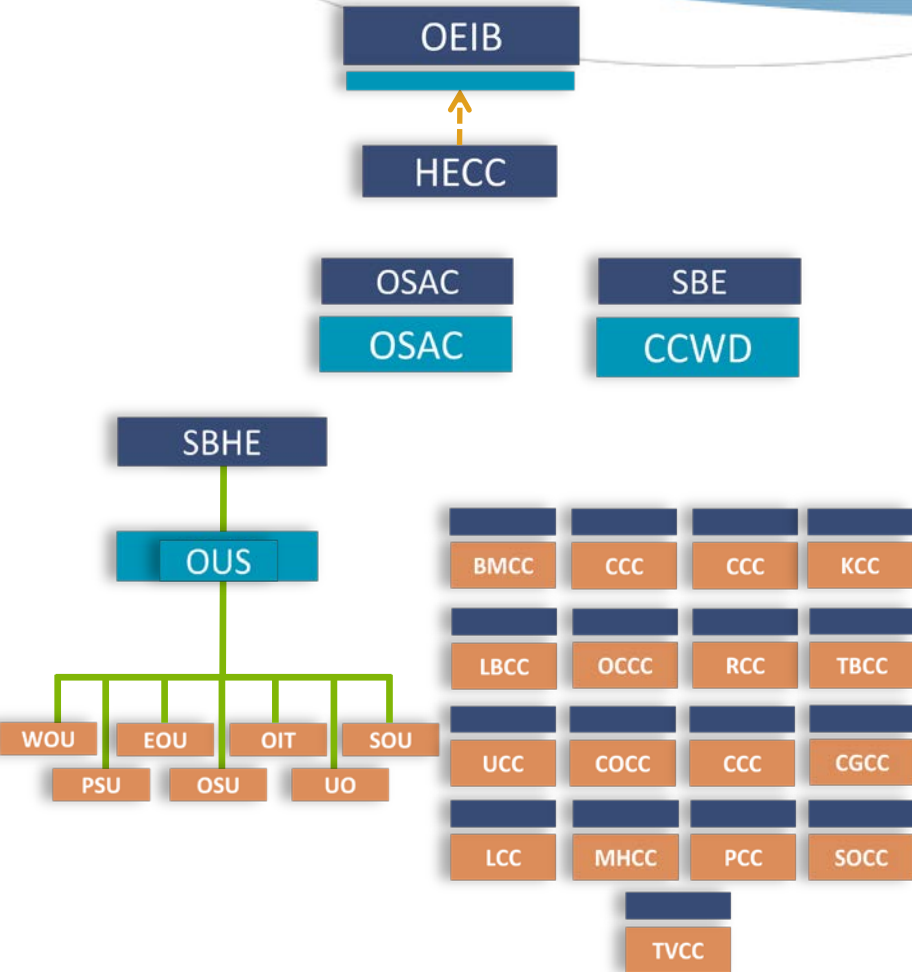 OEIB
HECC
OSAC
SBE
OSAC
CCWD
SBHE
OUS
BMCC
CCC
CCC
KCC
LBCC
OCCC
RCC
TBCC
WOU
EOU
OIT
SOU
UCC
COCC
CCC
CGCC
PSU
OSU
UO
LCC
MHCC
PCC
SOCC
TVCC